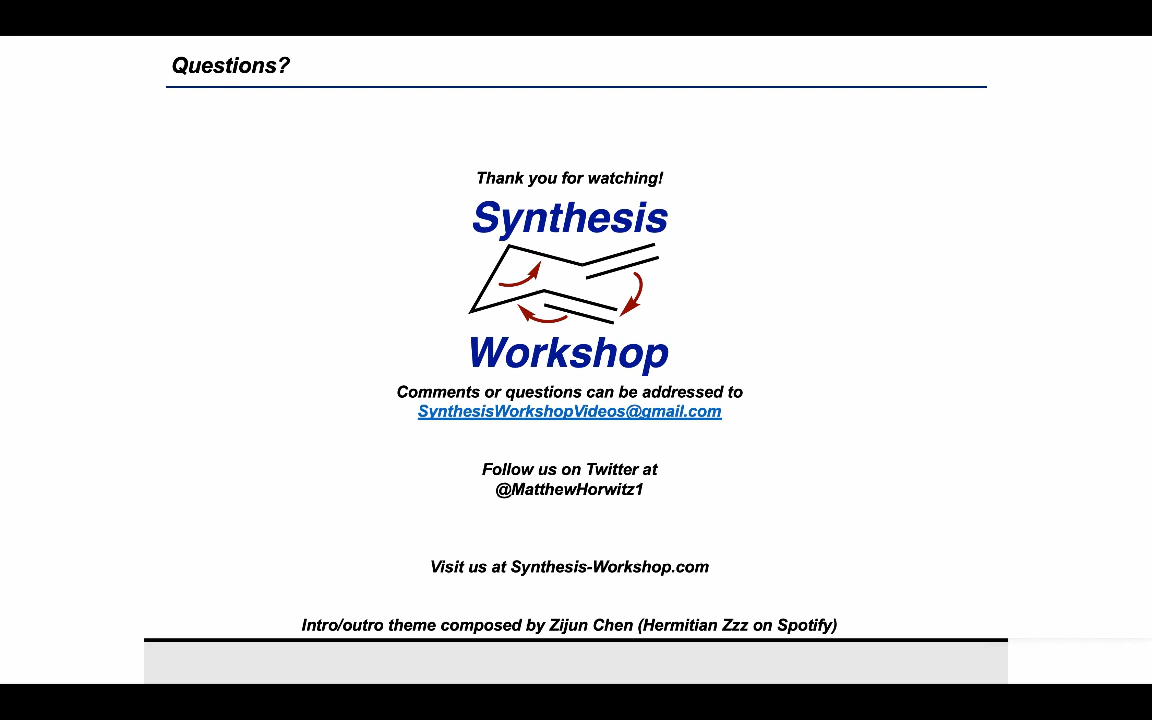 Questions?
Thank you for watching!
Synthesis
Workshop
Comments or questions can be addressed to
SynthesisWorkshopVideos@gmail.com
Follow us on Twitter at
@MatthewHorwitz1
Visit us at Synthesis-Workshop.com
Intro/outro theme composed by Zijun Chen (Hermitian Zzz on Spotify)